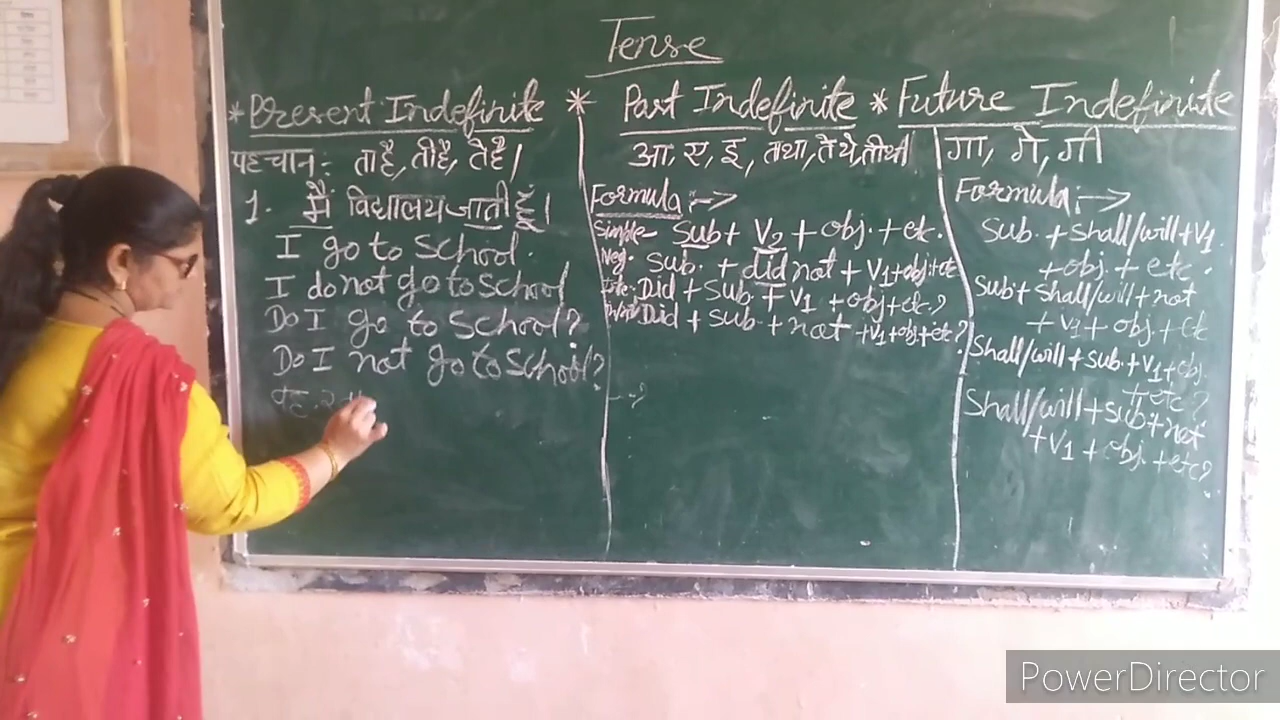 Tense
* Present Indefinite *
पहचान: ता है, ती है, ते है।
1. मैं विद्यालय जाती हूँ।
I go to School.
I do not go to School
Do I go to School?
Do I not go to School?
वह
Past Indefinite *
आ, ए, इ, ता था, ते थे, ती थी
Formula :->
Simple- Sub + V2 + obj. + etc.
Neg. Sub. + did not + V1+obj+etc
Inte: Did + Sub. + V1 + obj+etc.?
Did + sub + not +V1+obj+etc?
Future Indefinite
गा, गे, गी
Formula :->
Sub. + shall/will + V1.
+ obj. + etc.
Sub + shall/will + not
+ V1 + obj. + etc
Shall/will + sub. + V1 + obj.
+ etc?
Shall/will + sub + not
+ V1 + obj. + etc?
PowerDirector